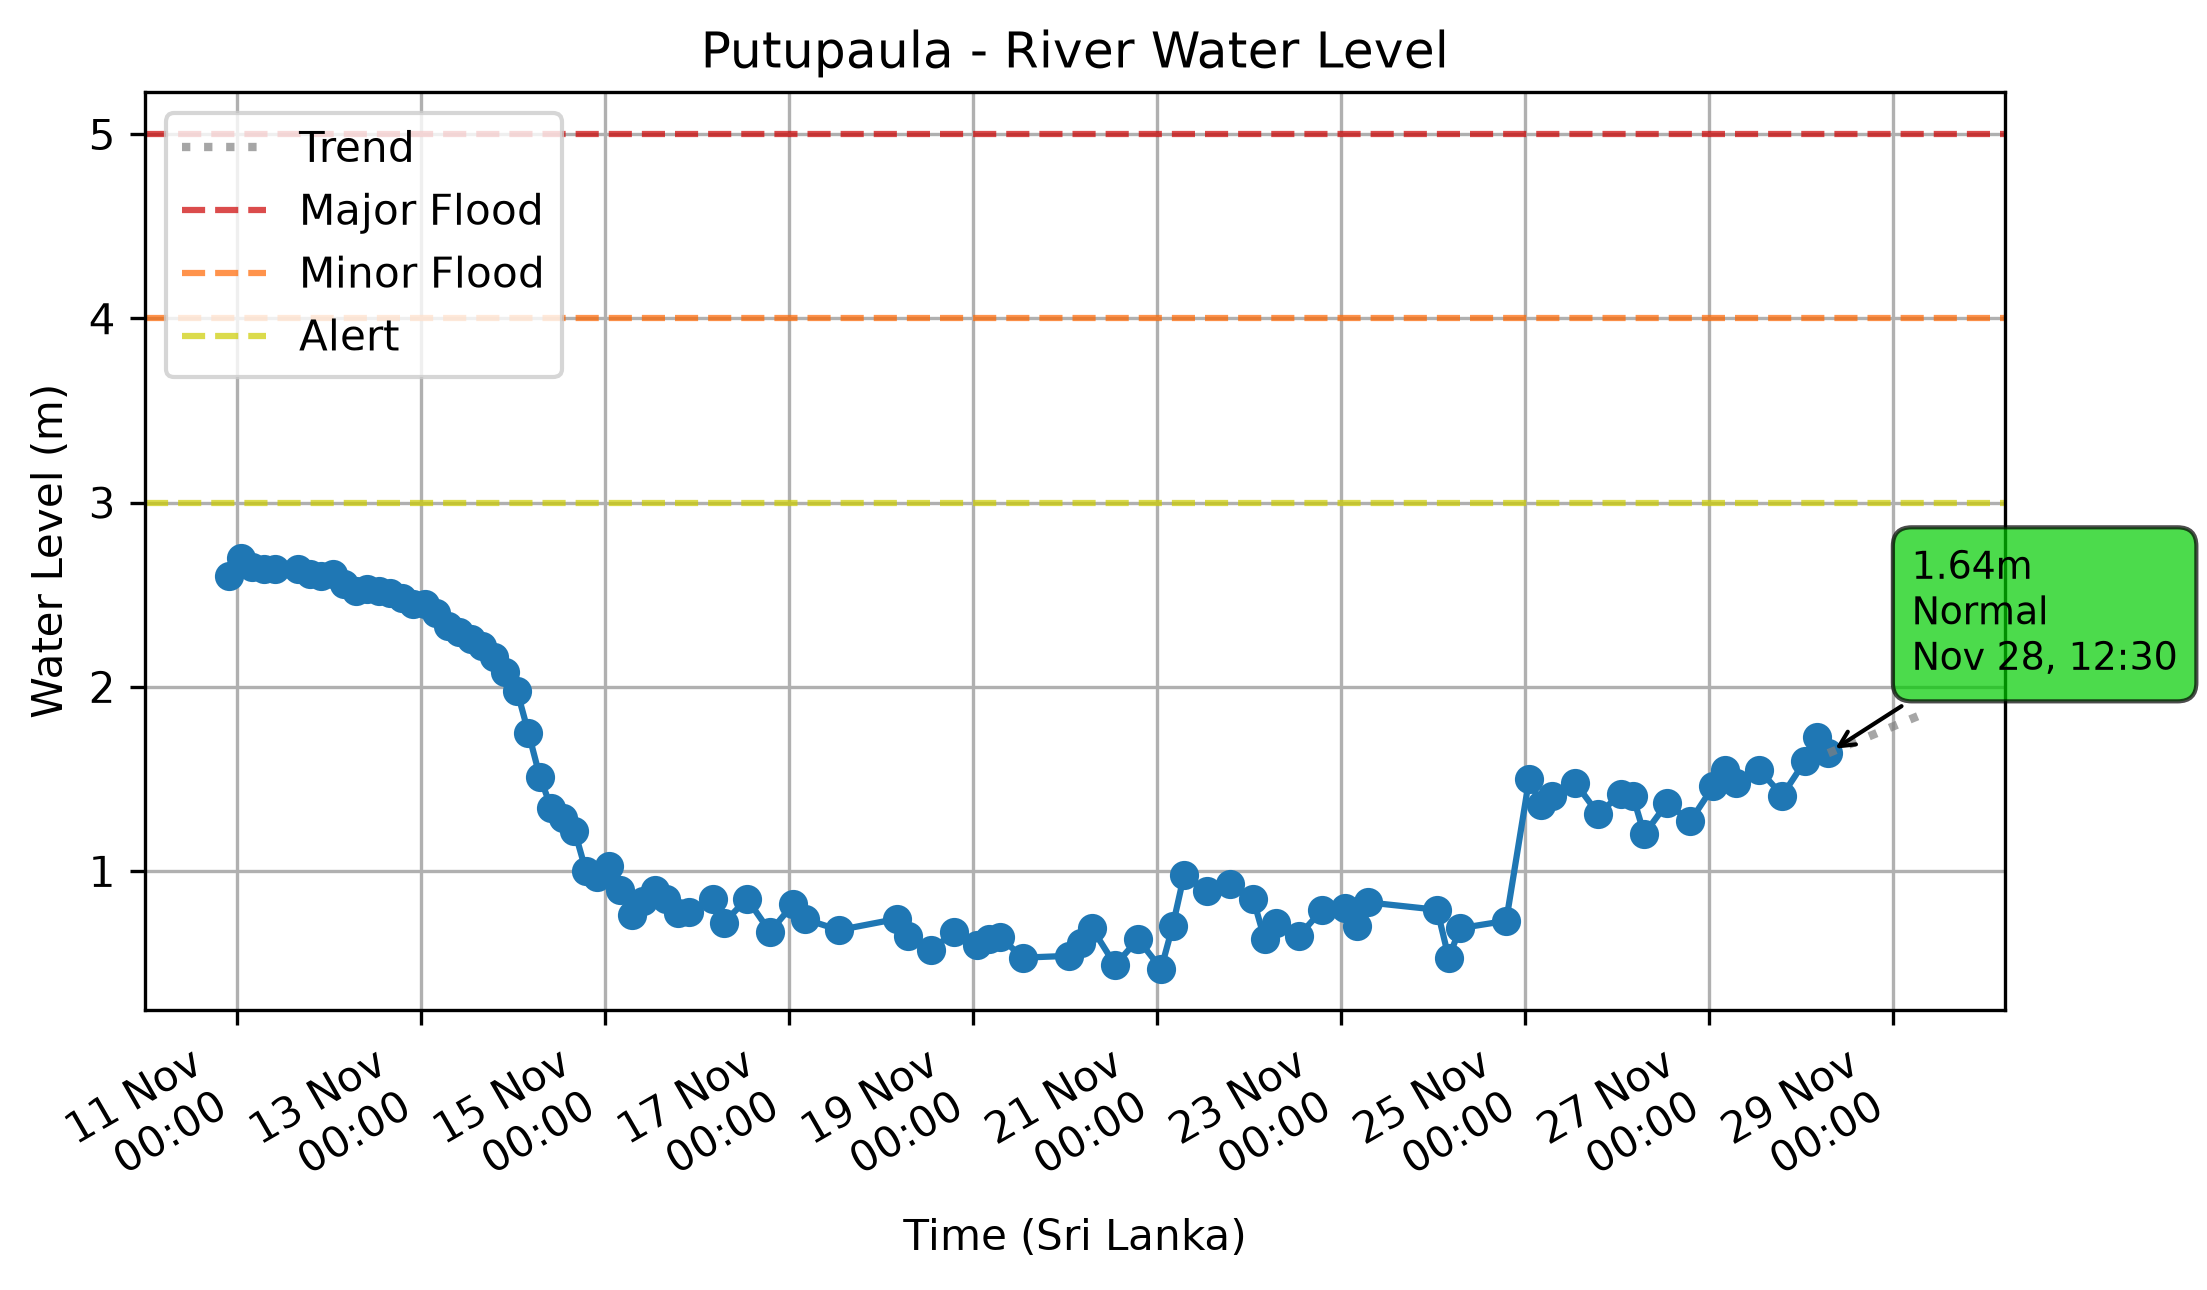 Putupaula - River Water Level
Trend
Major Flood
Minor Flood
Alert
5
4
3
2
1
Water Level (m)
1.64m
Normal
Nov 28, 12:30
11 Nov
00:00
13 Nov
00:00
15 Nov
00:00
17 Nov
00:00
19 Nov
00:00
21 Nov
00:00
23 Nov
00:00
25 Nov
00:00
27 Nov
00:00
29 Nov
00:00
Time (Sri Lanka)